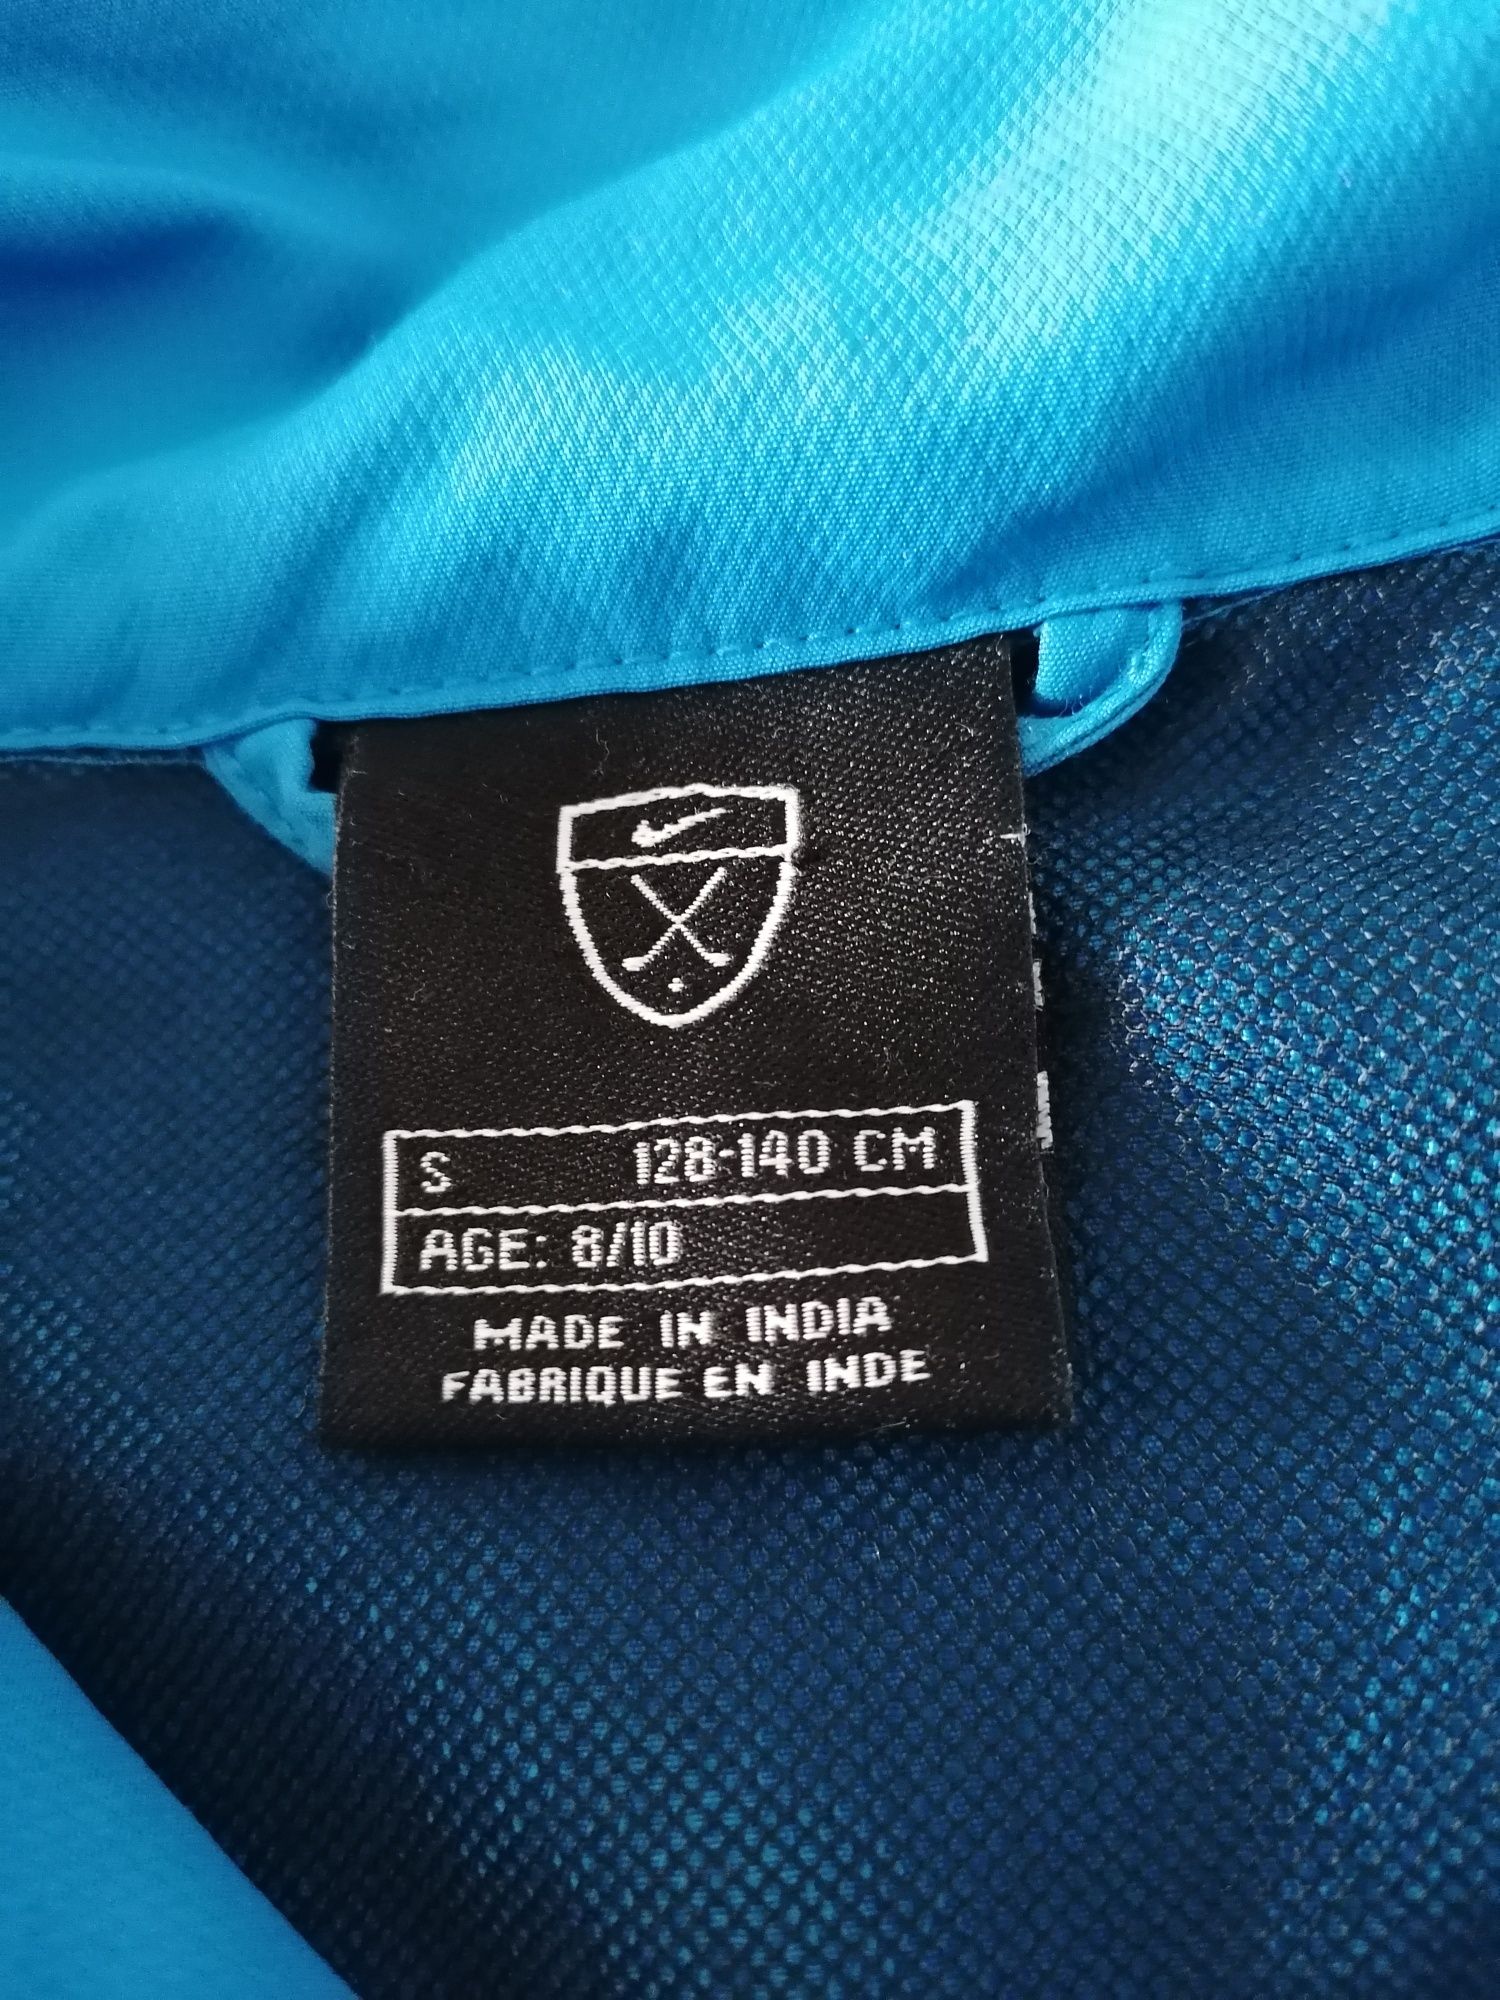 S 128-140 CM
AGE: 8/10
MADE IN INDIA
FABRIQUE EN INDE